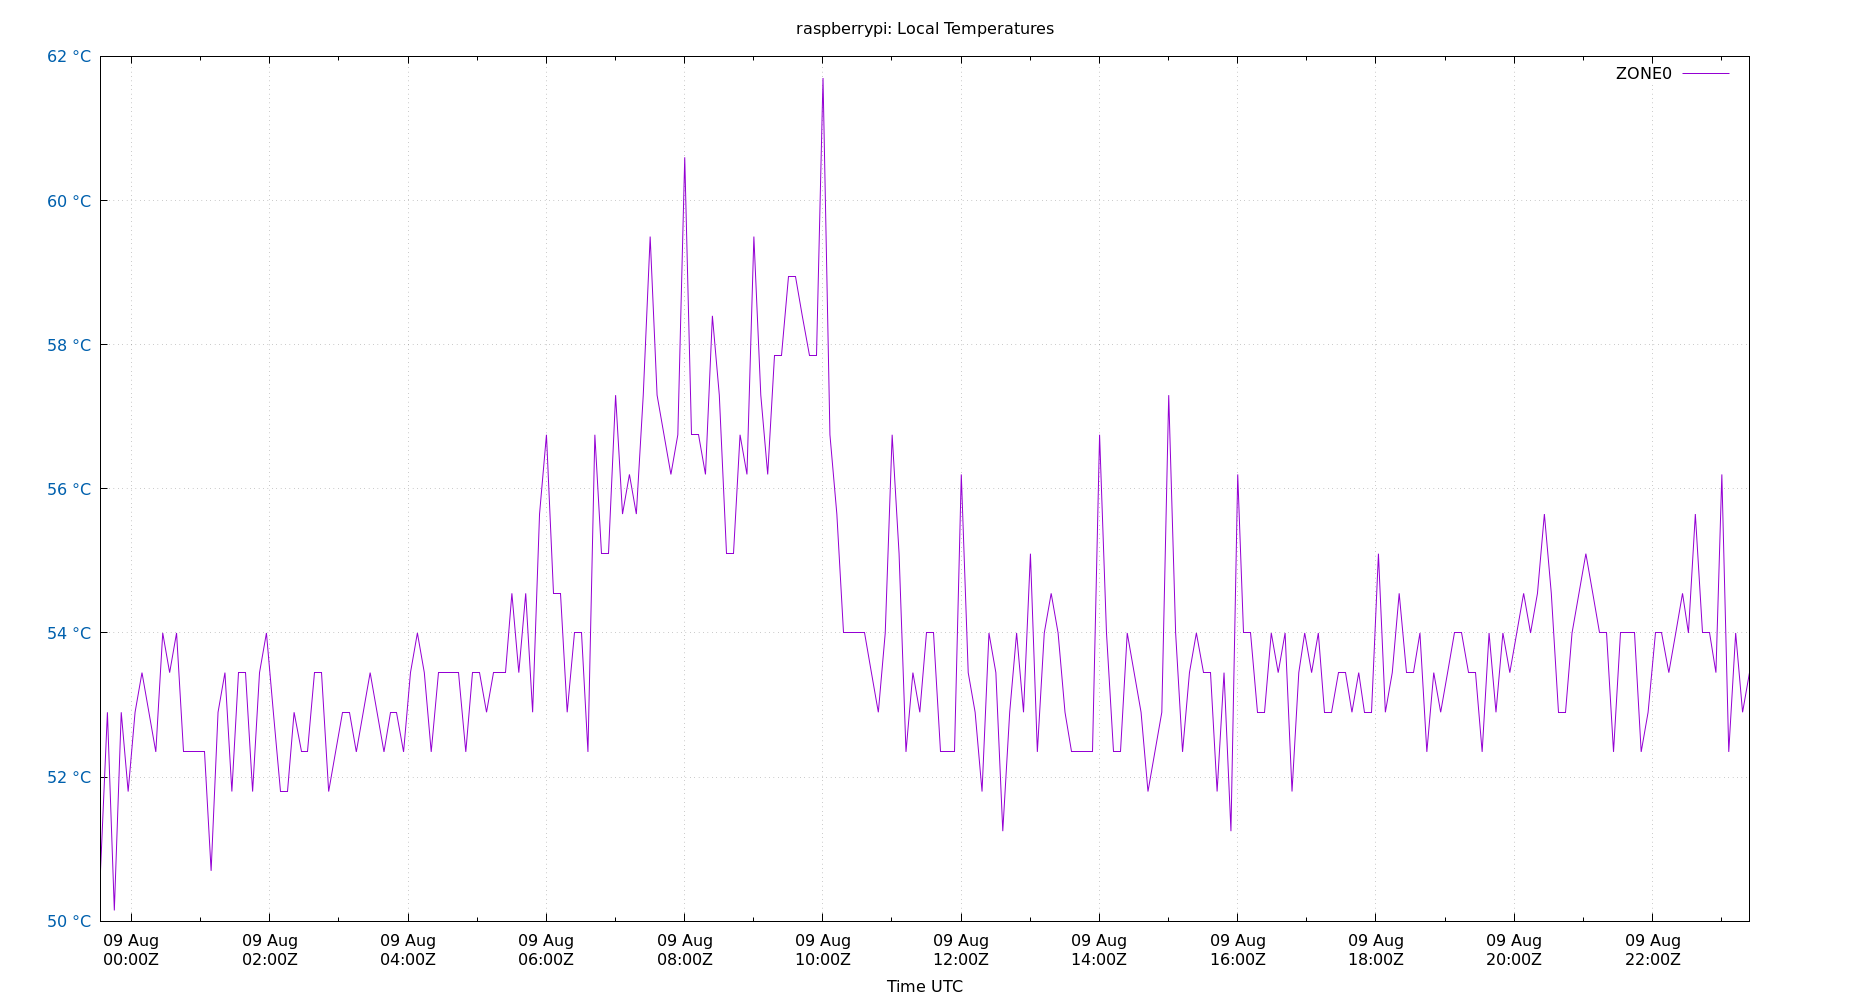 raspberrypi: Local Temperatures
ZONE0
62 °C
60 °C
58 °C
56 °C
54 °C
52 °C
50 °C
09 Aug 09 Aug 09 Aug 09 Aug 09 Aug 09 Aug 09 Aug 09 Aug 09 Aug 09 Aug 09 Aug 09 Aug
00:00Z 02:00Z 04:00Z 06:00Z 08:00Z 10:00Z 12:00Z 14:00Z 16:00Z 18:00Z 20:00Z 22:00Z
Time UTC